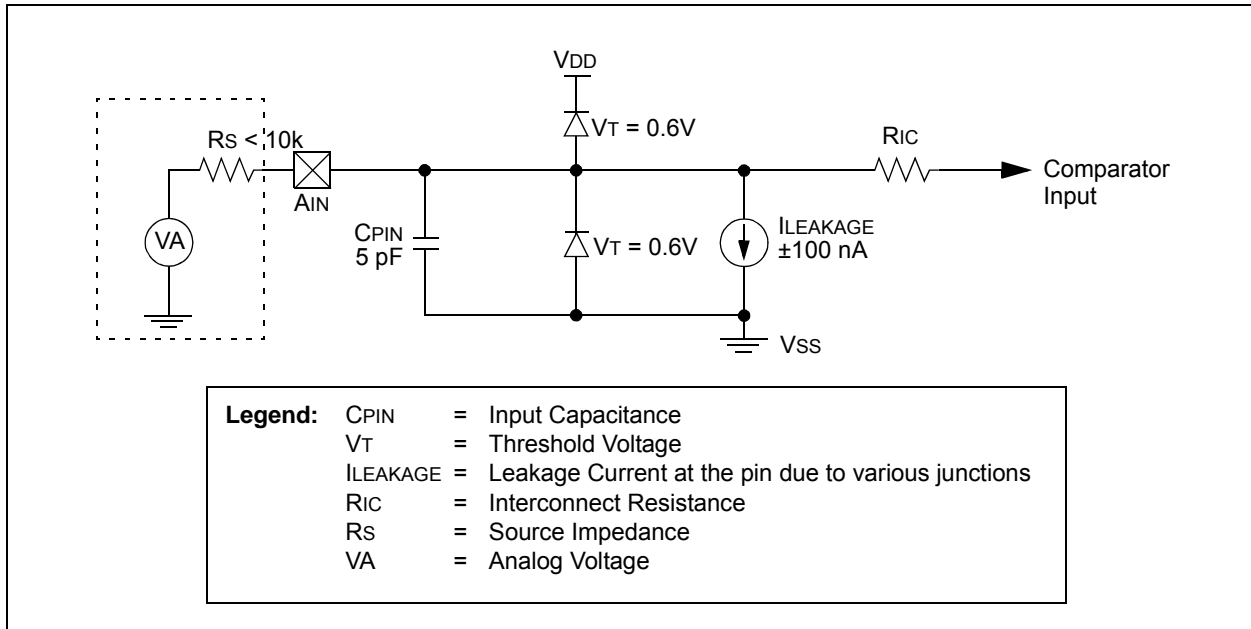 VDD
VT = 0.6V
RS < 10k
RIC
AIN
Comparator
Input
VA
CPIN
5 pF
VT = 0.6V
ILEAKAGE
±100 nA
VSS
Legend: CPIN = Input Capacitance
VT = Threshold Voltage
ILEAKAGE = Leakage Current at the pin due to various junctions
RIC = Interconnect Resistance
RS = Source Impedance
VA = Analog Voltage